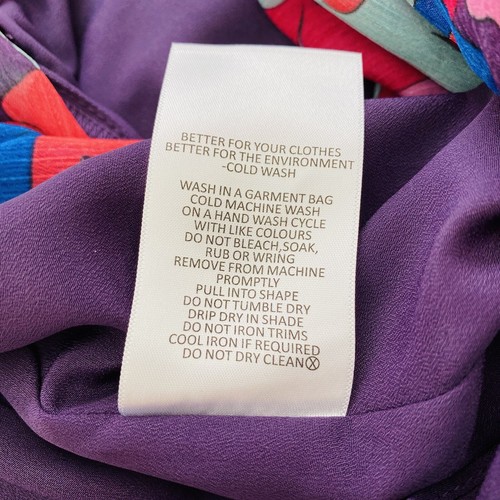 BETTER FOR YOUR CLOTHES
BETTER FOR THE ENVIRONMENT
-COLD WASH
WASH IN A GARMENT BAG
COLD MACHINE WASH
ON A HAND WASH CYCLE
WITH LIKE COLOURS
DO NOT BLEACH,SOAK,
RUB OR WRING
REMOVE FROM MACHINE
PROMPTLY
PULL INTO SHAPE
DO NOT TUMBLE DRY
DRIP DRY IN SHADE
DO NOT IRON TRIMS
COOL IRON IF REQUIRED
DO NOT DRY CLEANⓍ